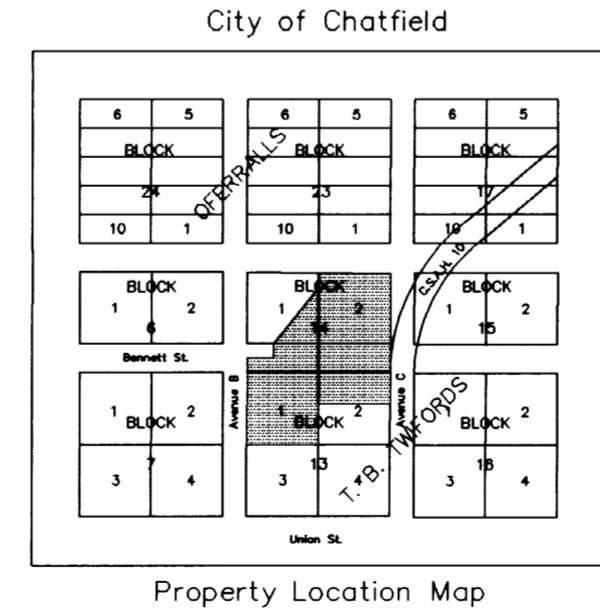 City of Chatfield
6 5 6 5 6 5
BLOCK BLOCK BLOCK
24 23 17
OFERRALLS
10 1 10 1 10 1
C.S.A.H. 10
BLOCK BLOCK BLOCK
1 2 1 2 1 2
6 14 15
Bennett St.
Avenue B
Avenue C
1 2 1 2 1 2
BLOCK BLOCK BLOCK
7 13 16
T. B. TWIFORDS
3 4 3 4 3 4
Union St.
Property Location Map